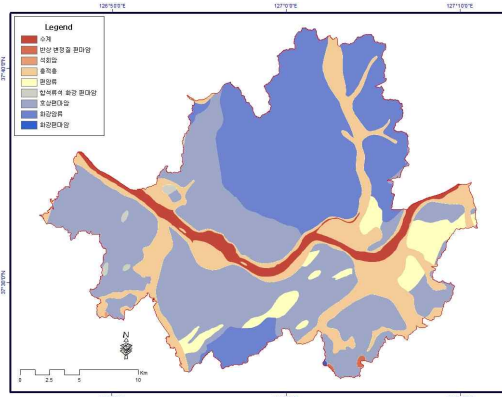 126°50'0"E
127°0'0"E
127°10'0"E
Legend
수계
반상 변정질 편마암
석회암
충적층
편암류
함석류석 화강 편마암
호상편마암
화강암류
화강편마암
37°40'0"N
37°30'0"N
N
0 2.5 5 10
Km